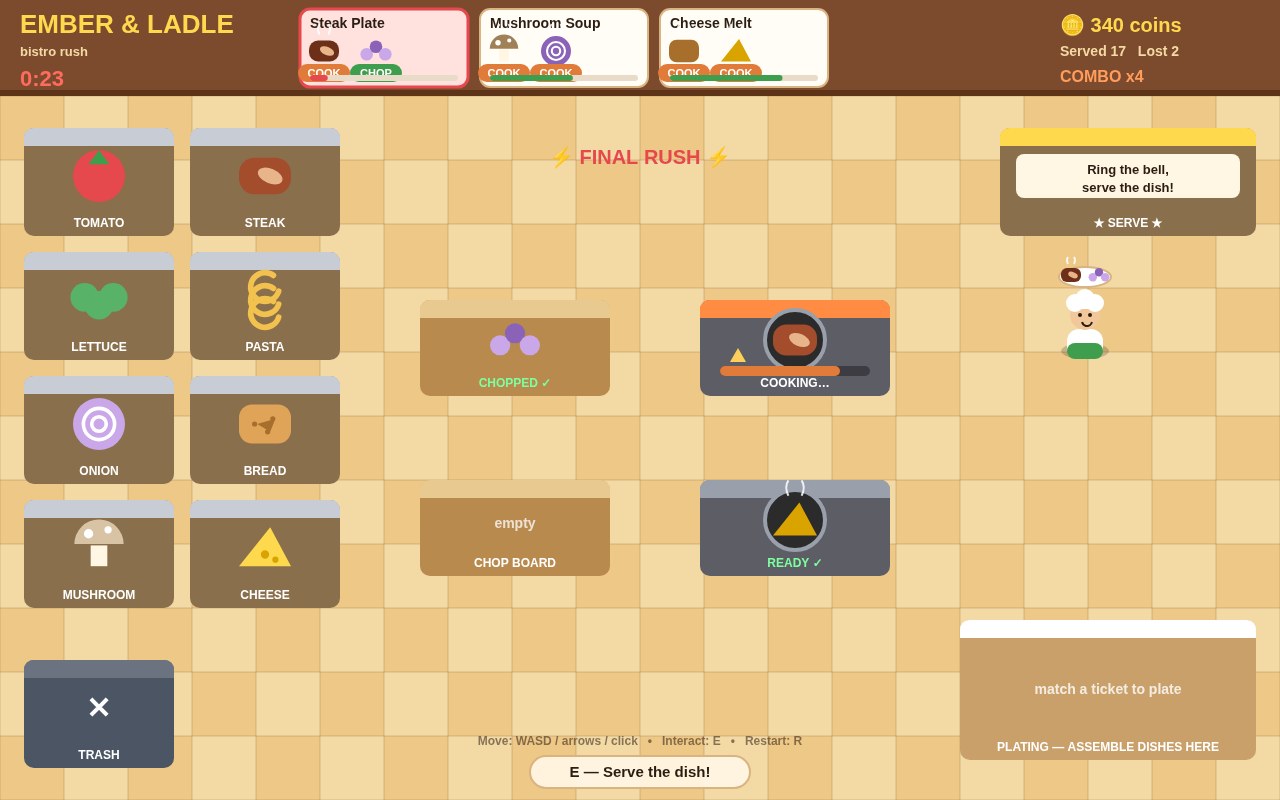 EMBER & LADLE
bistro rush
0:23
Steak Plate
COOK CHOP
Mushroom Soup
COOK COOK
Cheese Melt
COOK COOK
340 coins
Served 17 Lost 2
COMBO x4
⚡ FINAL RUSH ⚡
TOMATO
STEAK
LETTUCE
PASTA
ONION
BREAD
MUSHROOM
CHEESE
✕
TRASH
CHOPPED ✓
COOKING…
empty
CHOP BOARD
READY ✓
Ring the bell,
serve the dish!
★ SERVE ★
match a ticket to plate
PLATING — ASSEMBLE DISHES HERE
Move: WASD / arrows / click • Interact: E • Restart: R
E — Serve the dish!